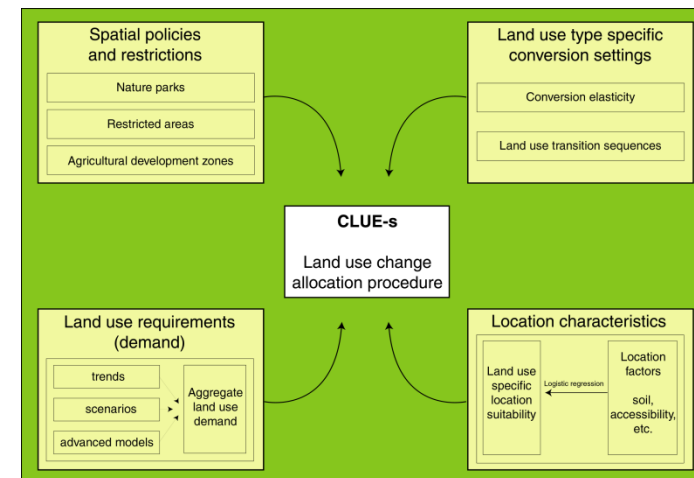 Spatial policies
and restrictions
Nature parks
Restricted areas
Agricultural development zones
Land use type specific
conversion settings
Conversion elasticity
Land use transition sequences
CLUE-s
Land use change
allocation procedure
Land use requirements
(demand)
trends
scenarios
advanced models
Aggregate
land use
demand
Location characteristics
Land use
specific
location
suitability
Logistic regression
Location
factors
soil,
accessibility,
etc.